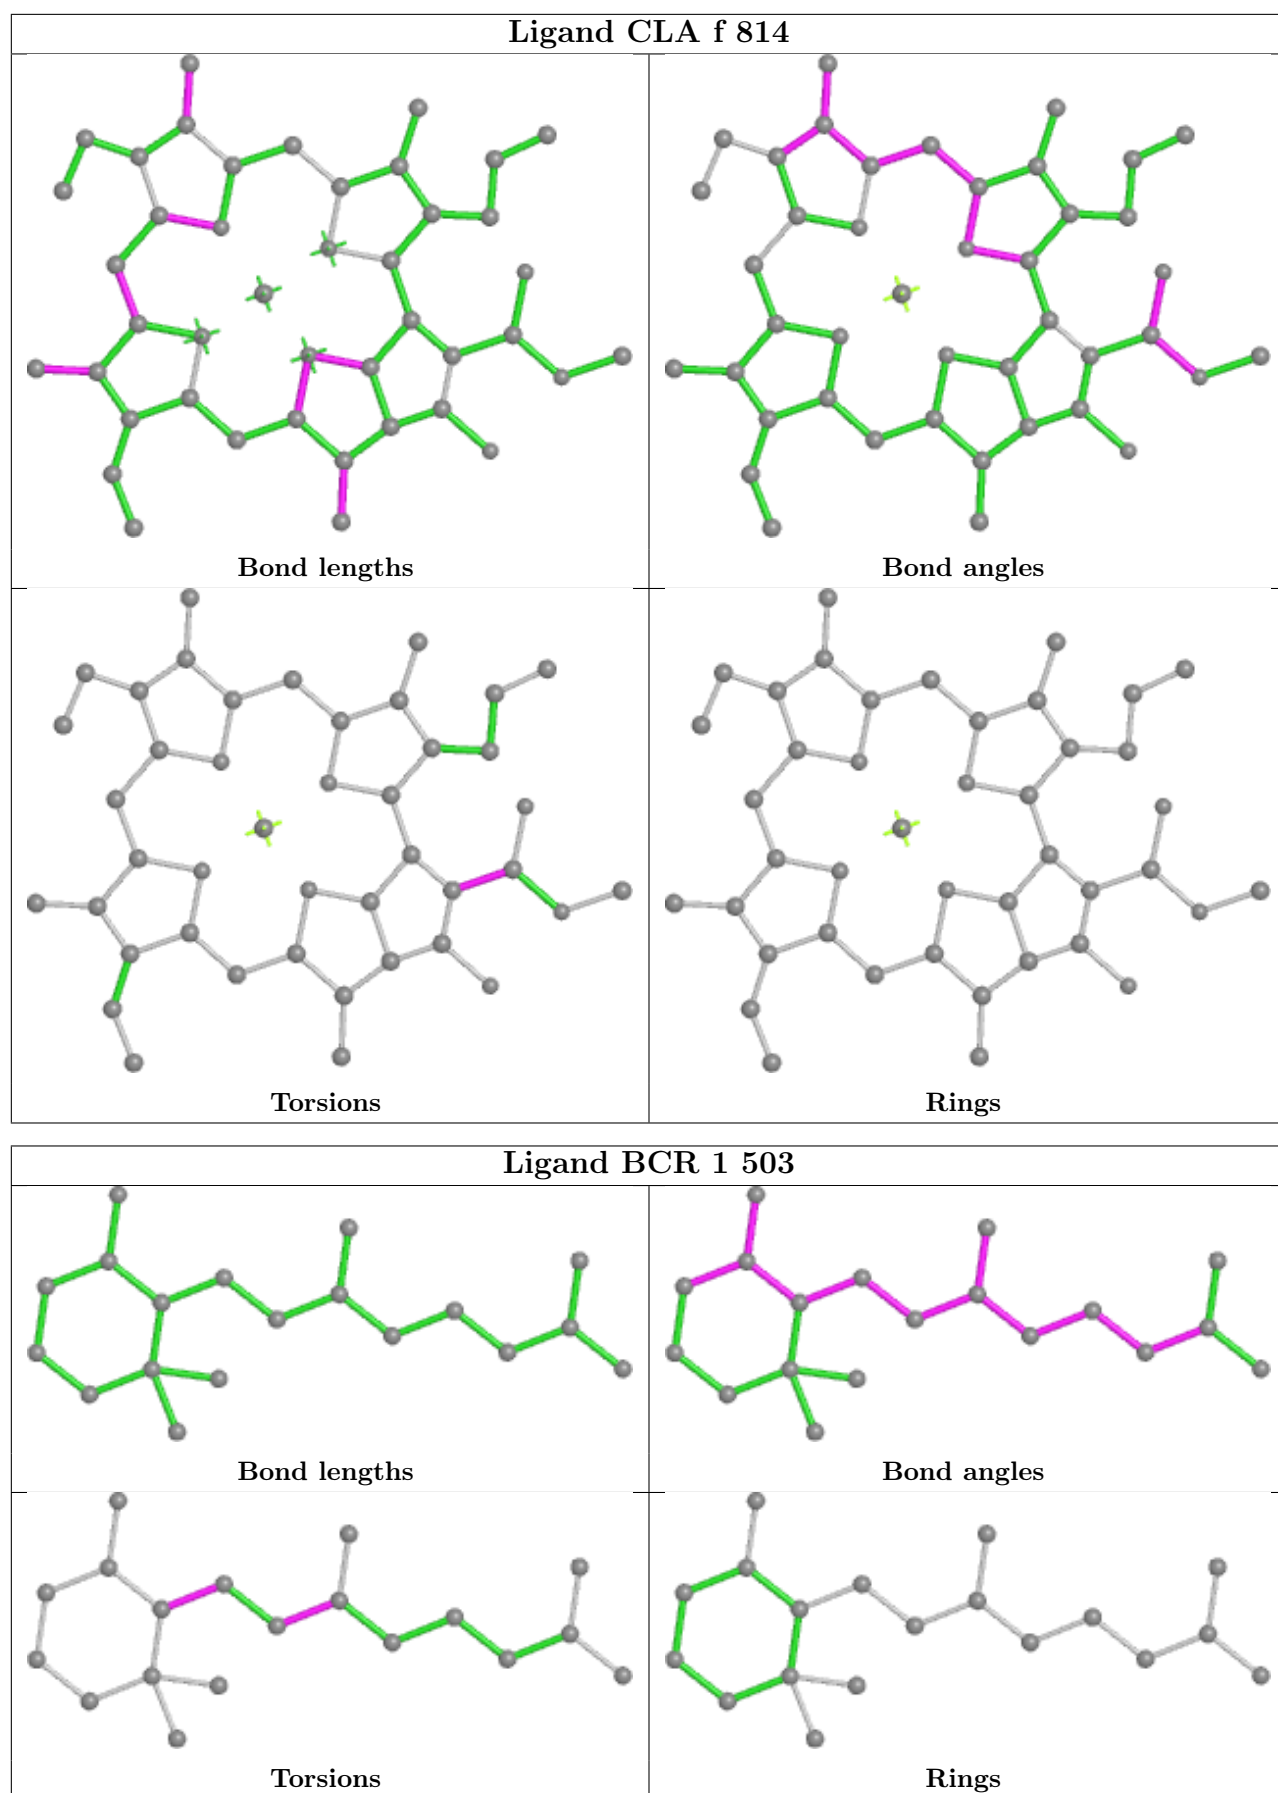 Ligand CLA f 814
Bond lengths
Bond angles
Torsions
Rings
Ligand BCR 1 503
Bond lengths
Bond angles
Torsions
Rings